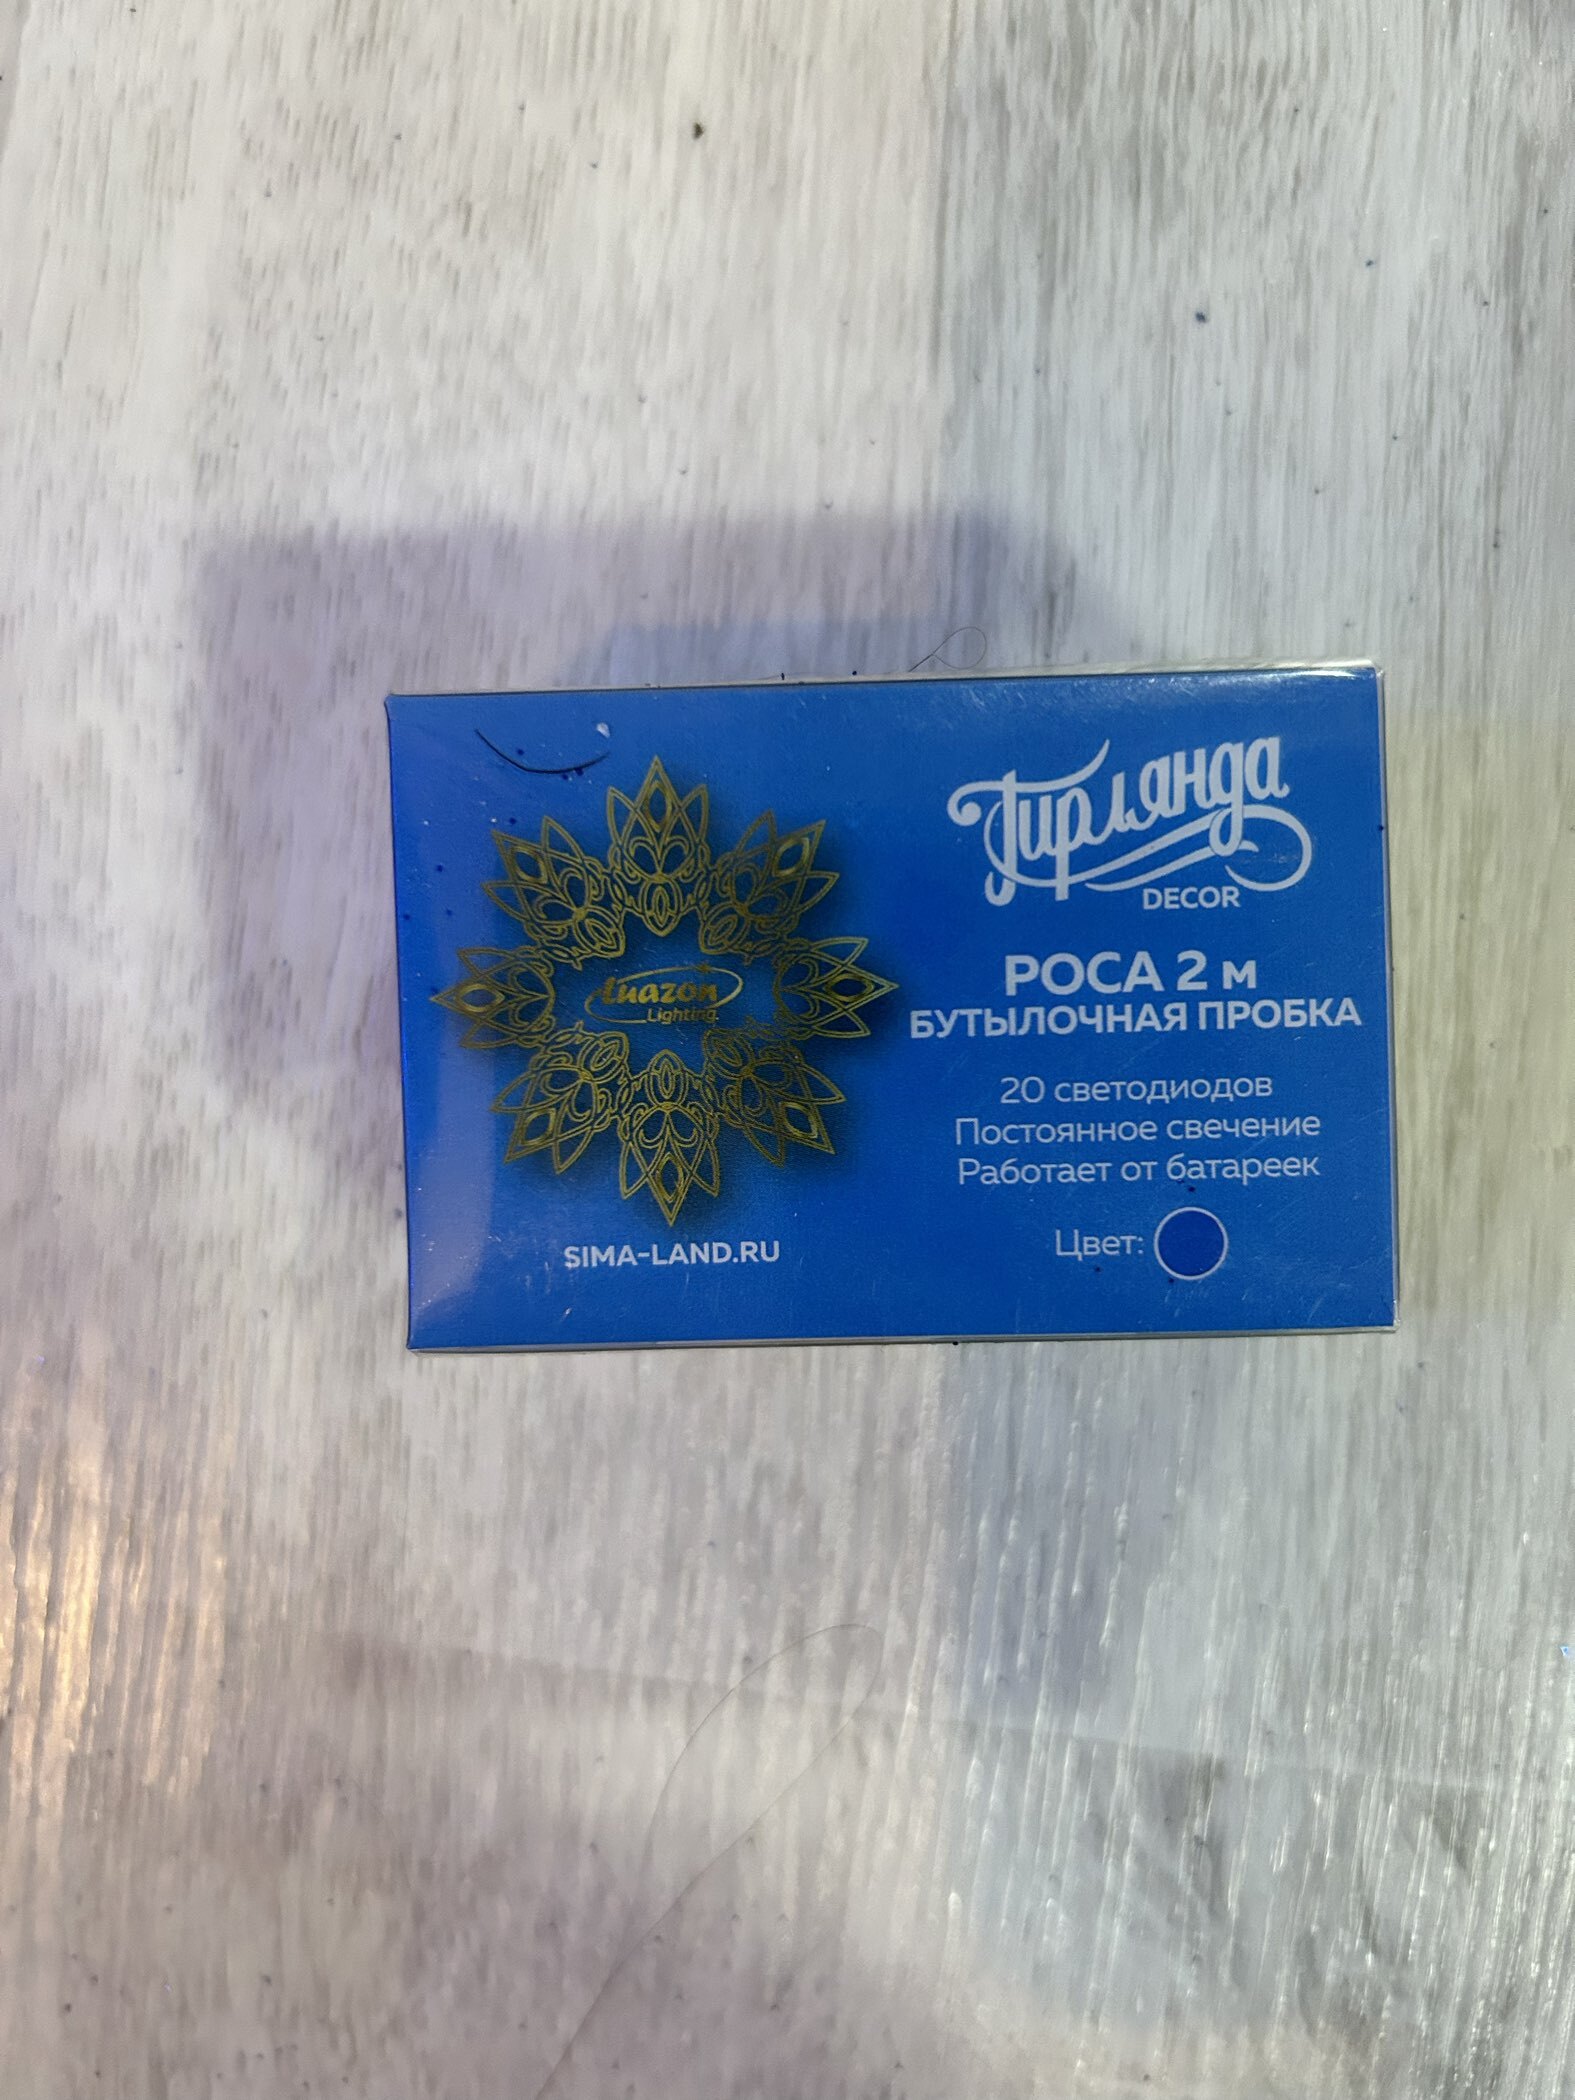 Luazon
Lighting
SIMA-LAND.RU
Гирлянда
DECOR
РОСА 2 м
БУТЫЛОЧНАЯ ПРОБКА
20 светодиодов
Постоянное свечение
Работает от батареек
Цвет: